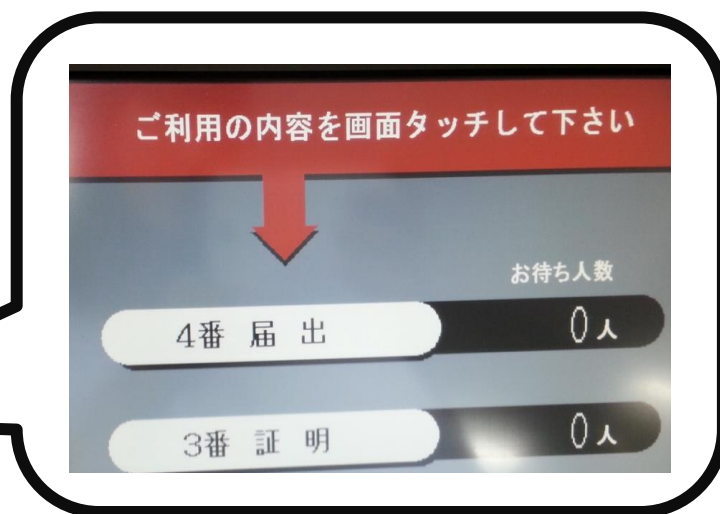 ご利用の内容を画面タッチして下さい
お待ち人数
4番 届 出 0人
3番 証 明 0人